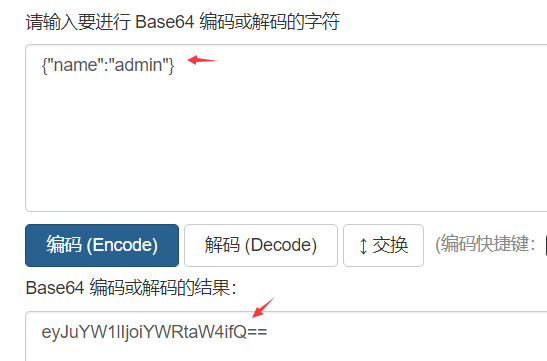 请输入要进行 Base64 编码或解码的字符
{"name":"admin"}
编码 (Encode) 解码 (Decode) ↕ 交换 (编码快捷键：
Base64 编码或解码的结果：
eyJuYW1lIjoiYWRtaW4ifQ==